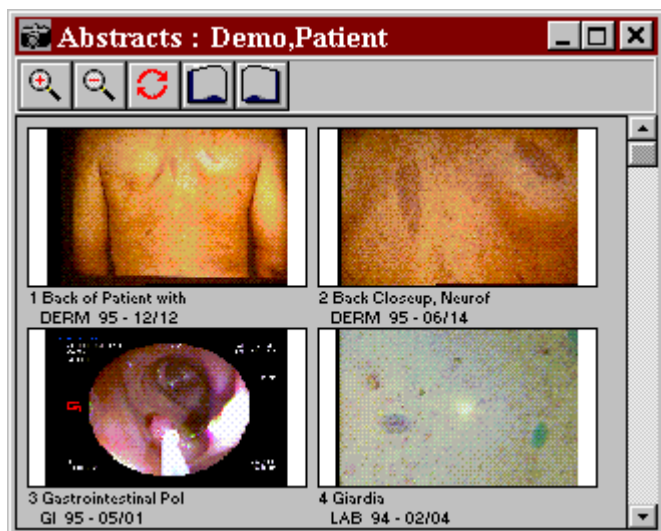 Abstracts : Demo,Patient
1 Back of Patient with
DERM 95 - 12/12
2 Back Closeup, Neurof
DERM 95 - 06/14
3 Gastrointestinal Pol
GI 95 - 05/01
4 Giardia
LAB 94 - 02/04